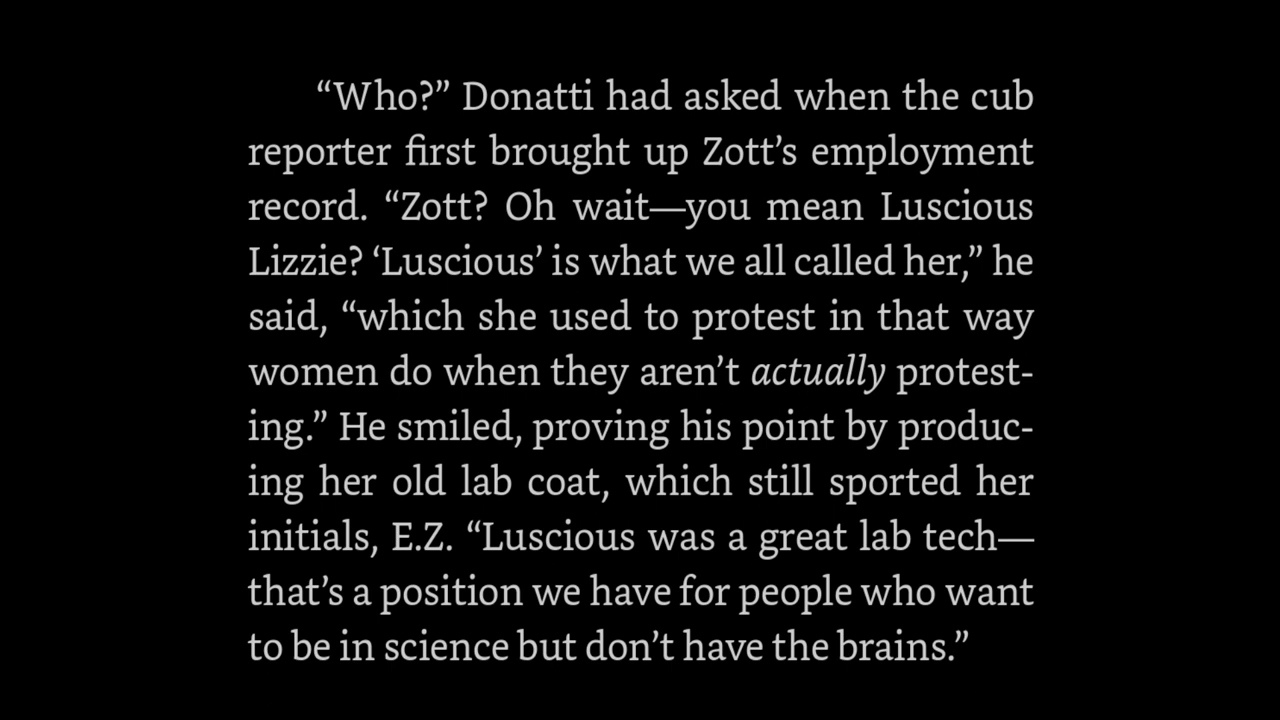 “Who?” Donatti had asked when the cub
reporter first brought up Zott’s employment
record. “Zott? Oh wait—you mean Luscious
Lizzie? ‘Luscious’ is what we all called her,” he
said, “which she used to protest in that way
women do when they aren’t actually protest-
ing.” He smiled, proving his point by produc-
ing her old lab coat, which still sported her
initials, E.Z. “Luscious was a great lab tech—
that’s a position we have for people who want
to be in science but don’t have the brains.”